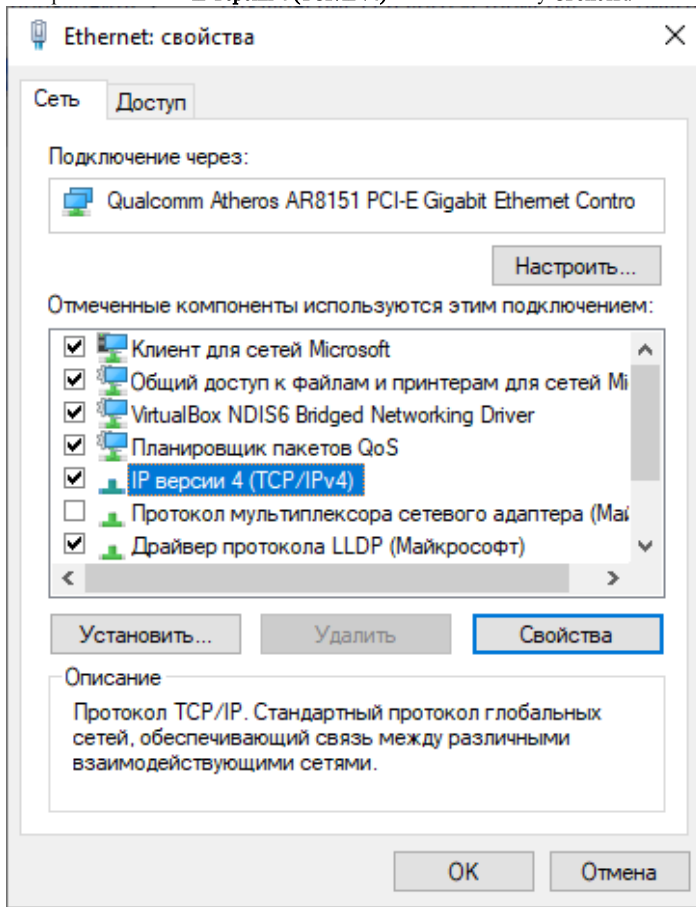 Ethernet: свойства
Сеть
Доступ
Подключение через:
Qualcomm Atheros AR8151 PCI-E Gigabit Ethernet Contro
Настроить...
Отмеченные компоненты используются этим подключением:
Клиент для сетей Microsoft
Общий доступ к файлам и принтерам для сетей Mi
VirtualBox NDIS6 Bridged Networking Driver
Планировщик пакетов QoS
IP версии 4 (TCP/IPv4)
Протокол мультиплексора сетевого адаптера (Май
Драйвер протокола LLDP (Майкрософт)
Установить...
Удалить
Свойства
Описание
Протокол TCP/IP. Стандартный протокол глобальных
сетей, обеспечивающий связь между различными
взаимодействующими сетями.
OK
Отмена